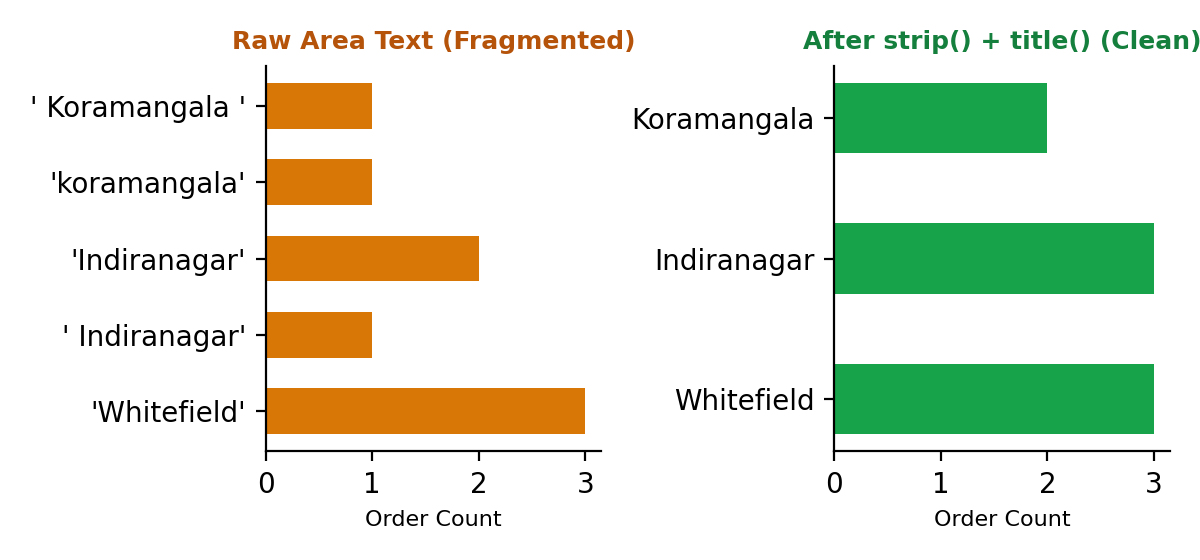 Raw Area Text (Fragmented)
' Koramangala '
'koramangala'
'Indiranagar'
' Indiranagar'
'Whitefield'
0 1 2 3
Order Count
After strip() + title() (Clean)
Koramangala
Indiranagar
Whitefield
0 1 2 3
Order Count